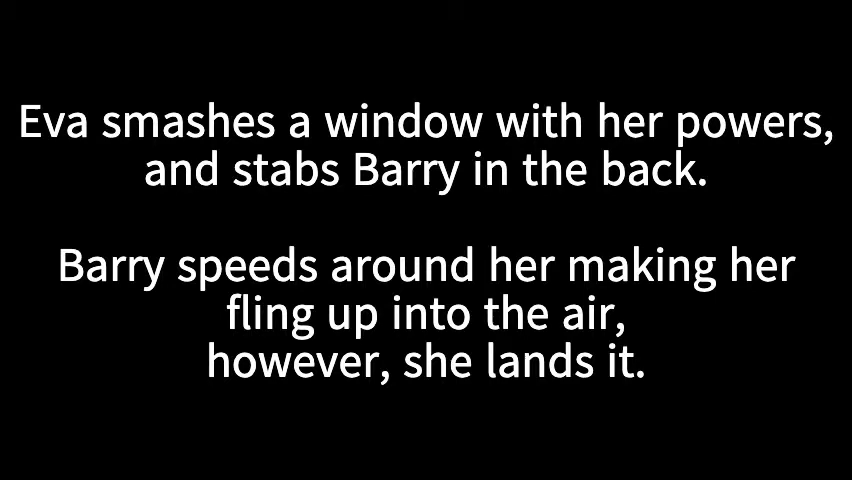 Eva smashes a window with her powers,
and stabs Barry in the back.
Barry speeds around her making her
fling up into the air,
however, she lands it.